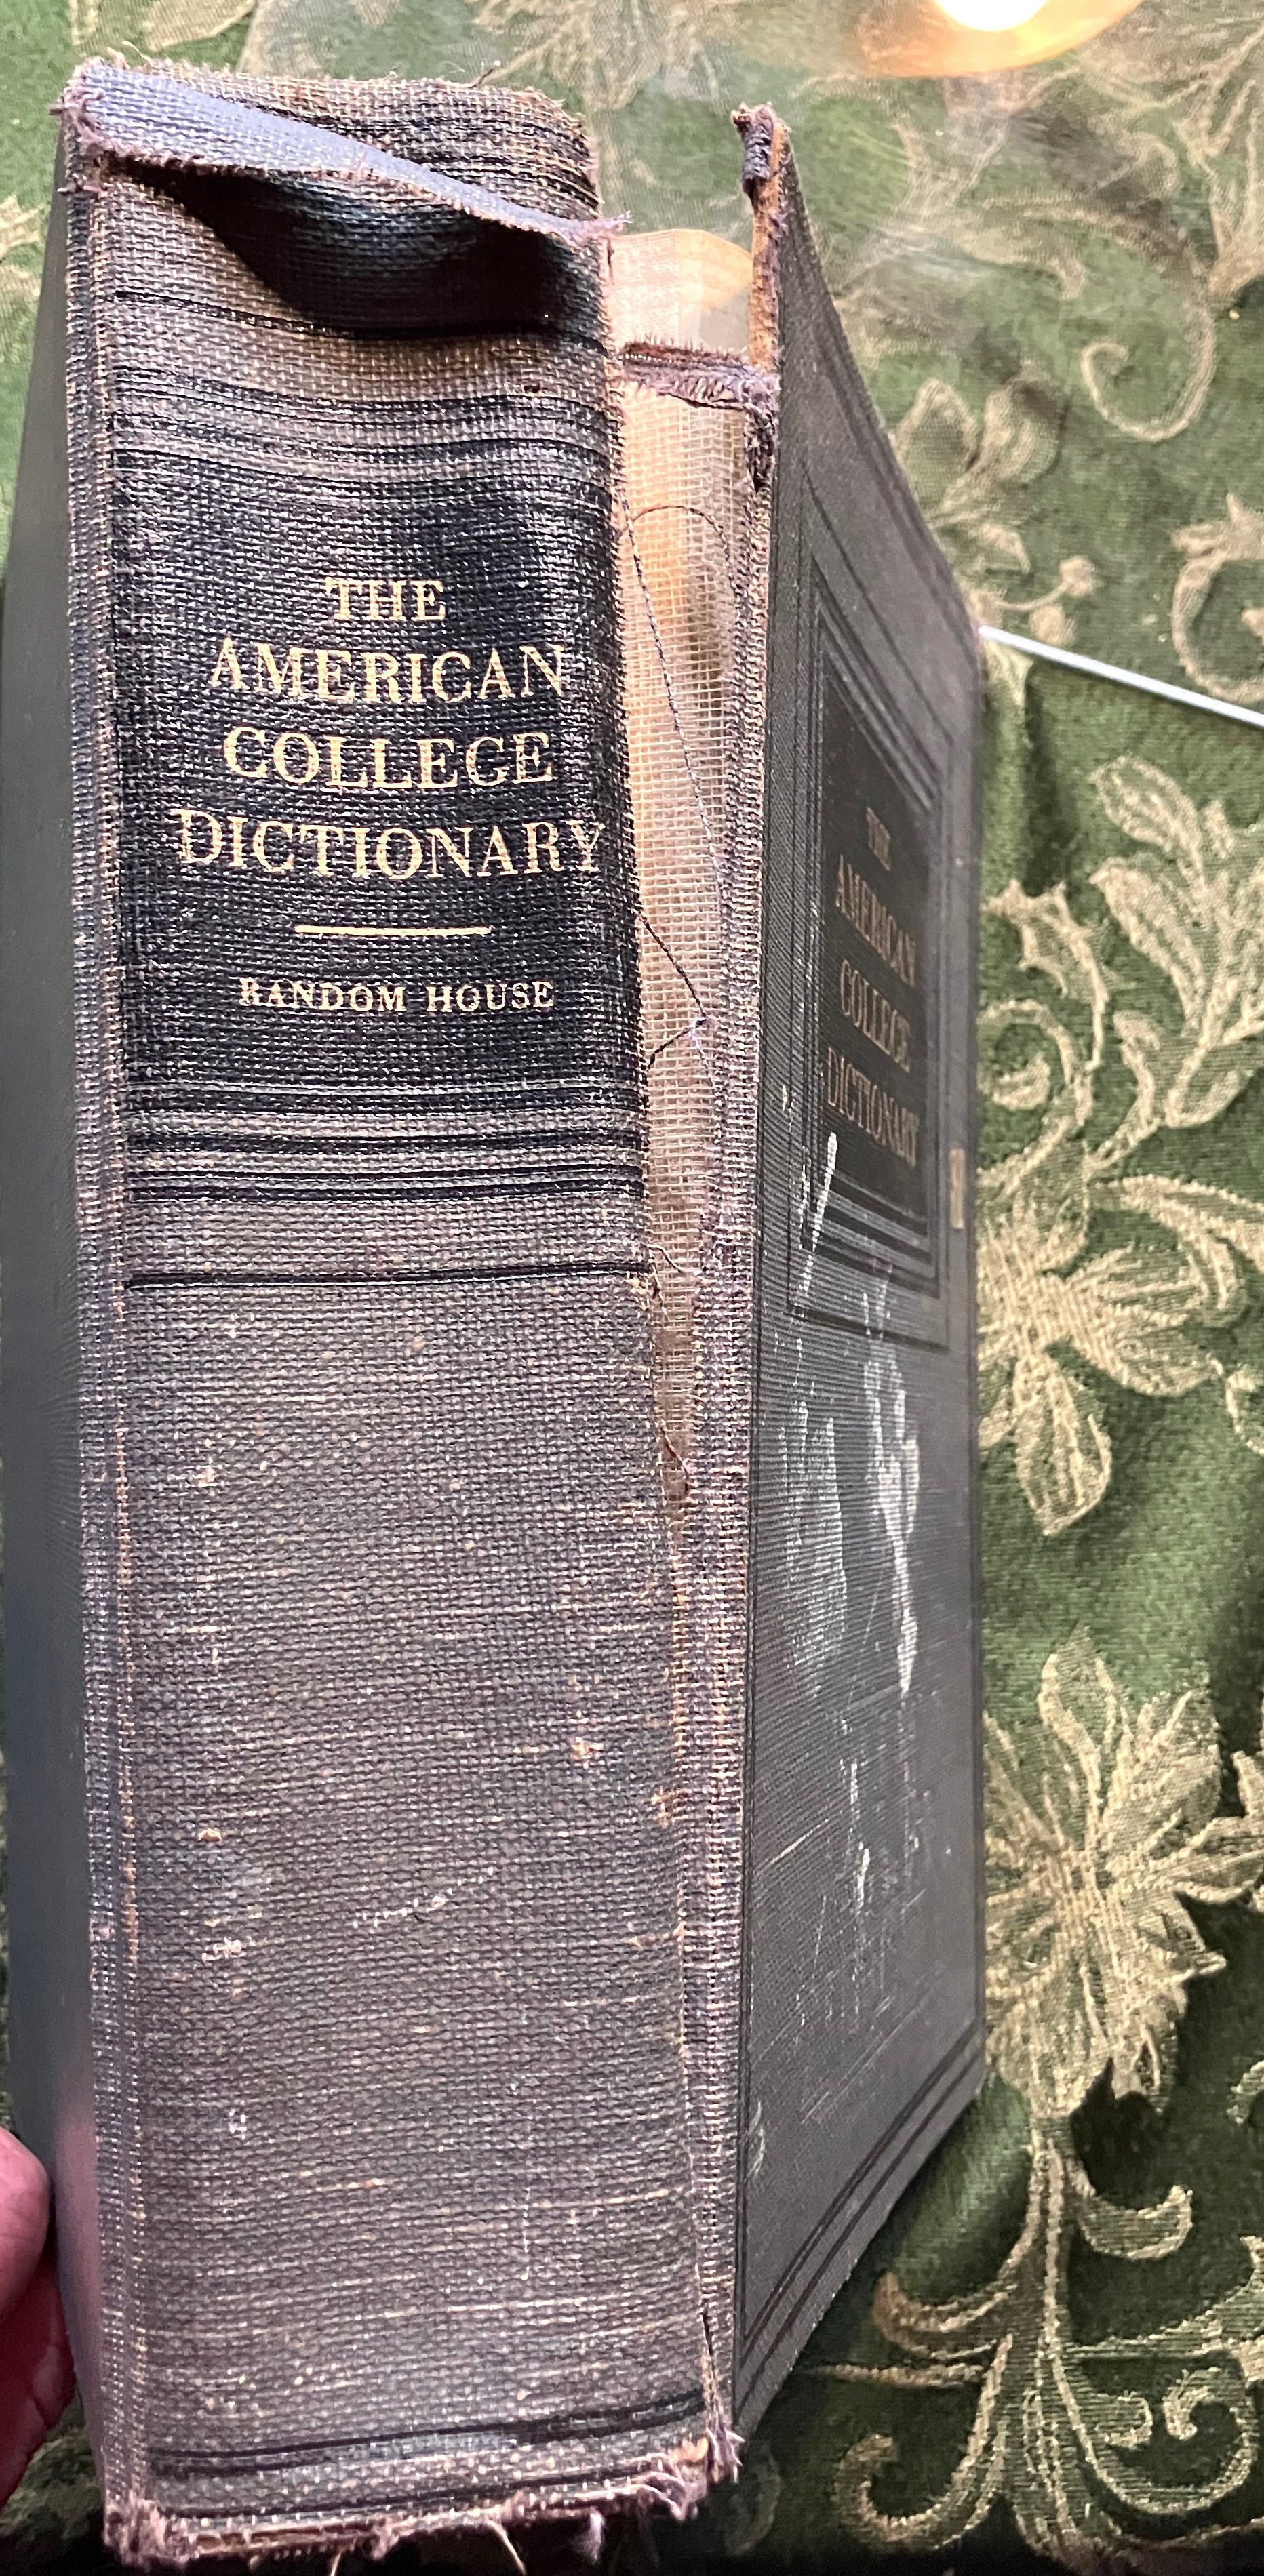 THE
AMERICAN
COLLEGE
DICTIONARY
RANDOM HOUSE
THE
AMERICAN
COLLEGE
DICTIONARY